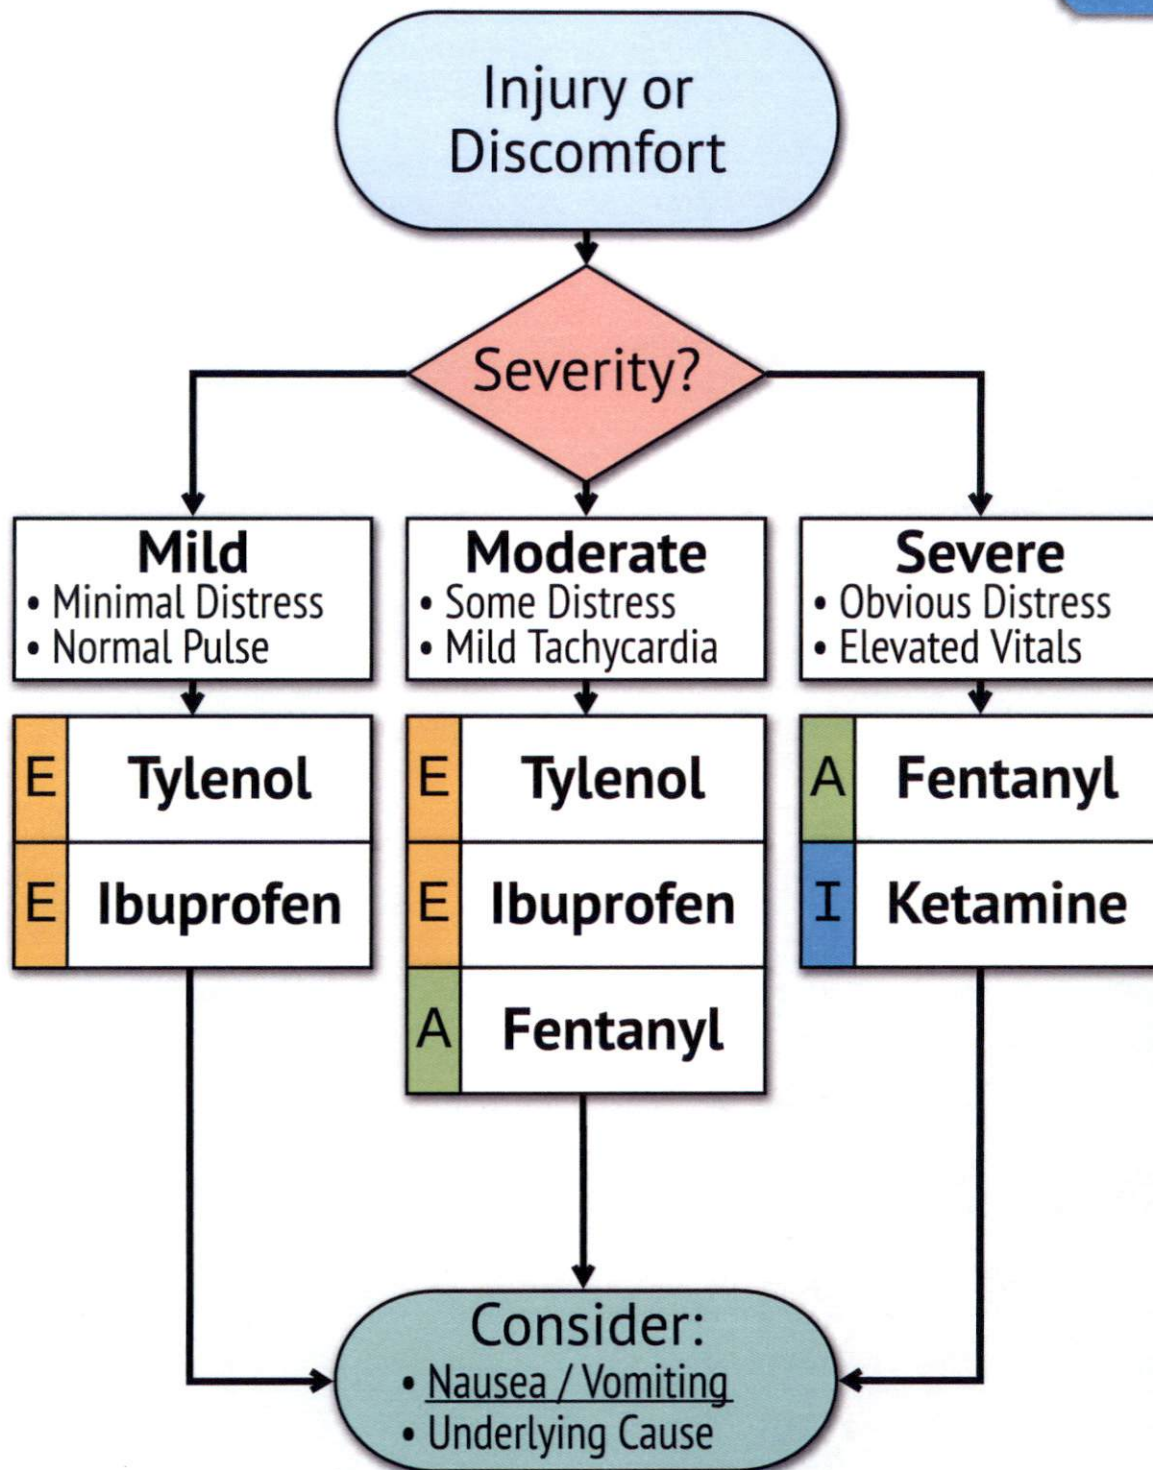 Injury or
Discomfort
Severity?
Mild
• Minimal Distress
• Normal Pulse
Moderate
• Some Distress
• Mild Tachycardia
Severe
• Obvious Distress
• Elevated Vitals
E Tylenol
E Ibuprofen
E Tylenol
E Ibuprofen
A Fentanyl
A Fentanyl
I Ketamine
Consider:
• Nausea / Vomiting
• Underlying Cause